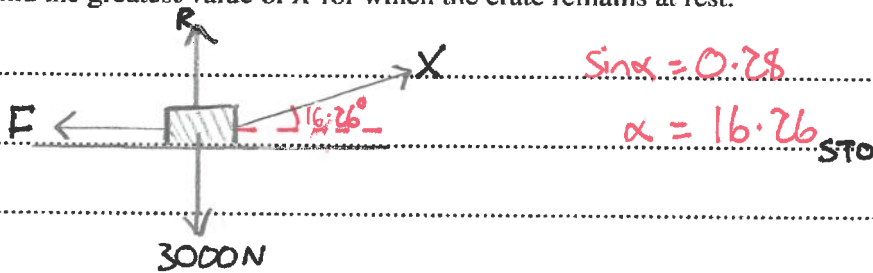 the greatest value of X for which the crate remains at rest.
R
X
sinα = 0.28
F
16.26°
α = 16.26
STO
3000N